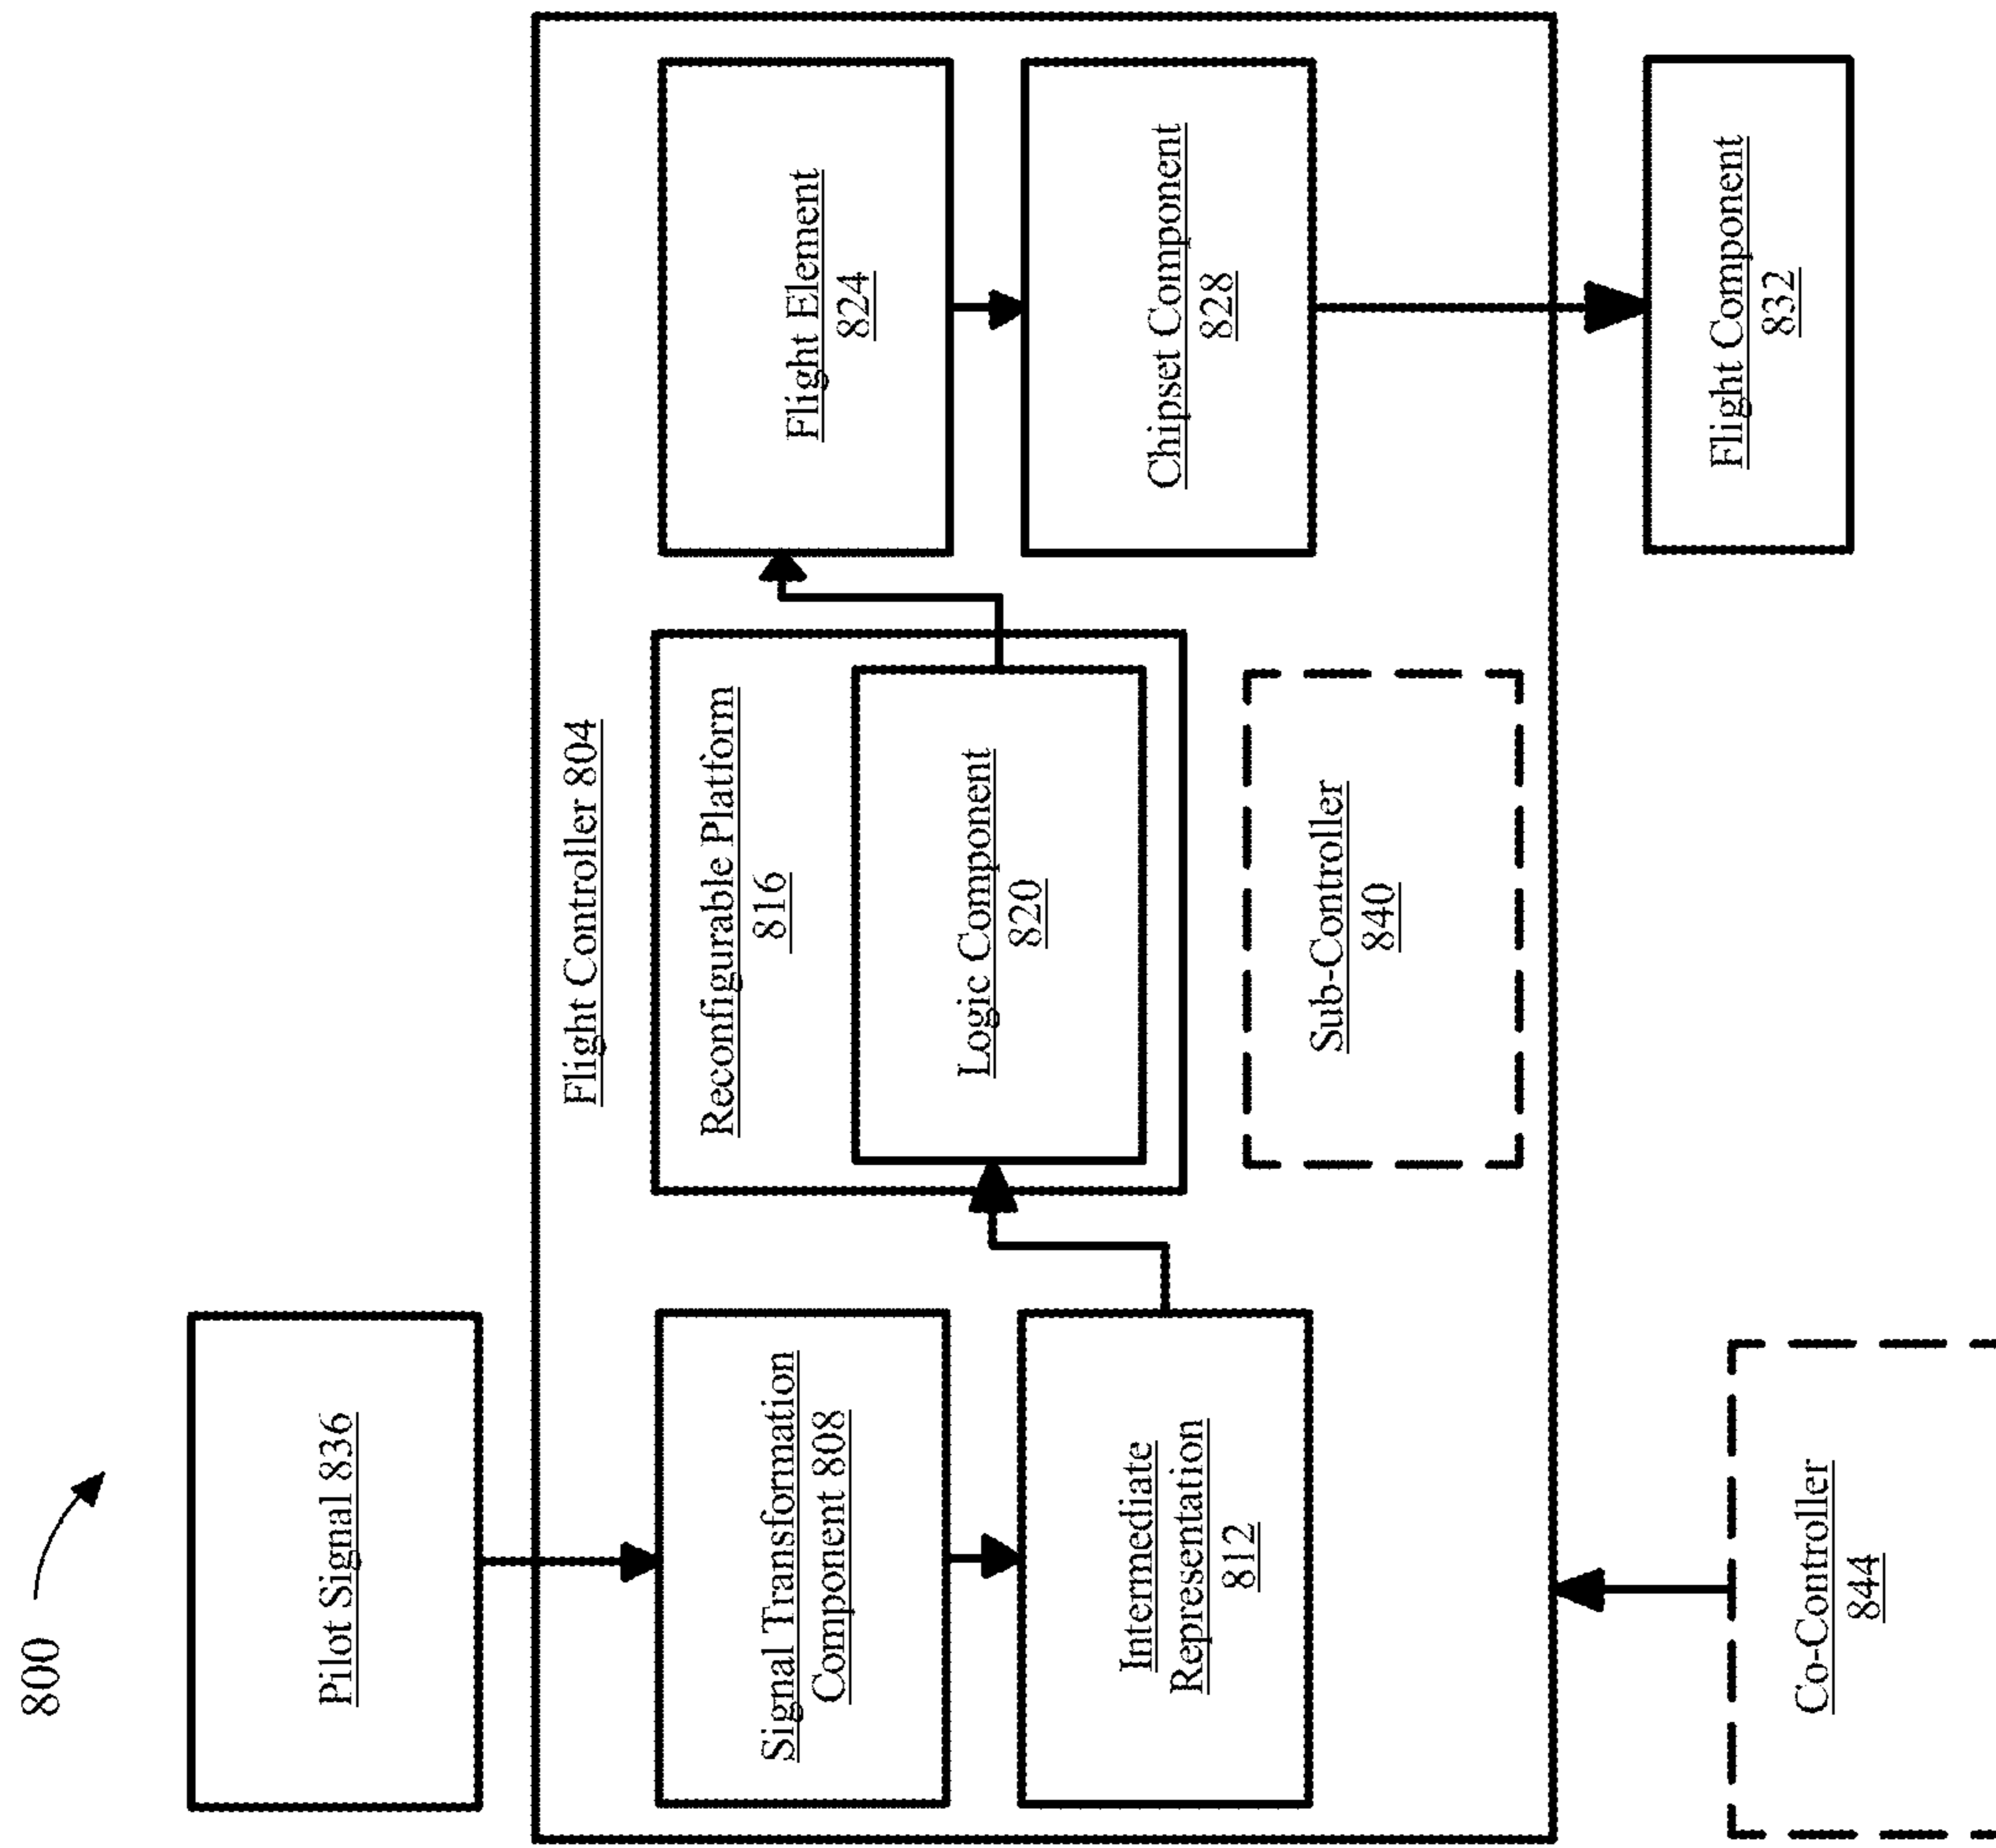 800
Pilot Signal 836
Flight Controller 804
Signal Transformation
Component 808
Intermediate
Representation
812
Reconfigurable Platform
816
Logic Component
820
Sub-Controller
840
Flight Element
824
Chipset Component
828
Co-Controller
844
Flight Component
832